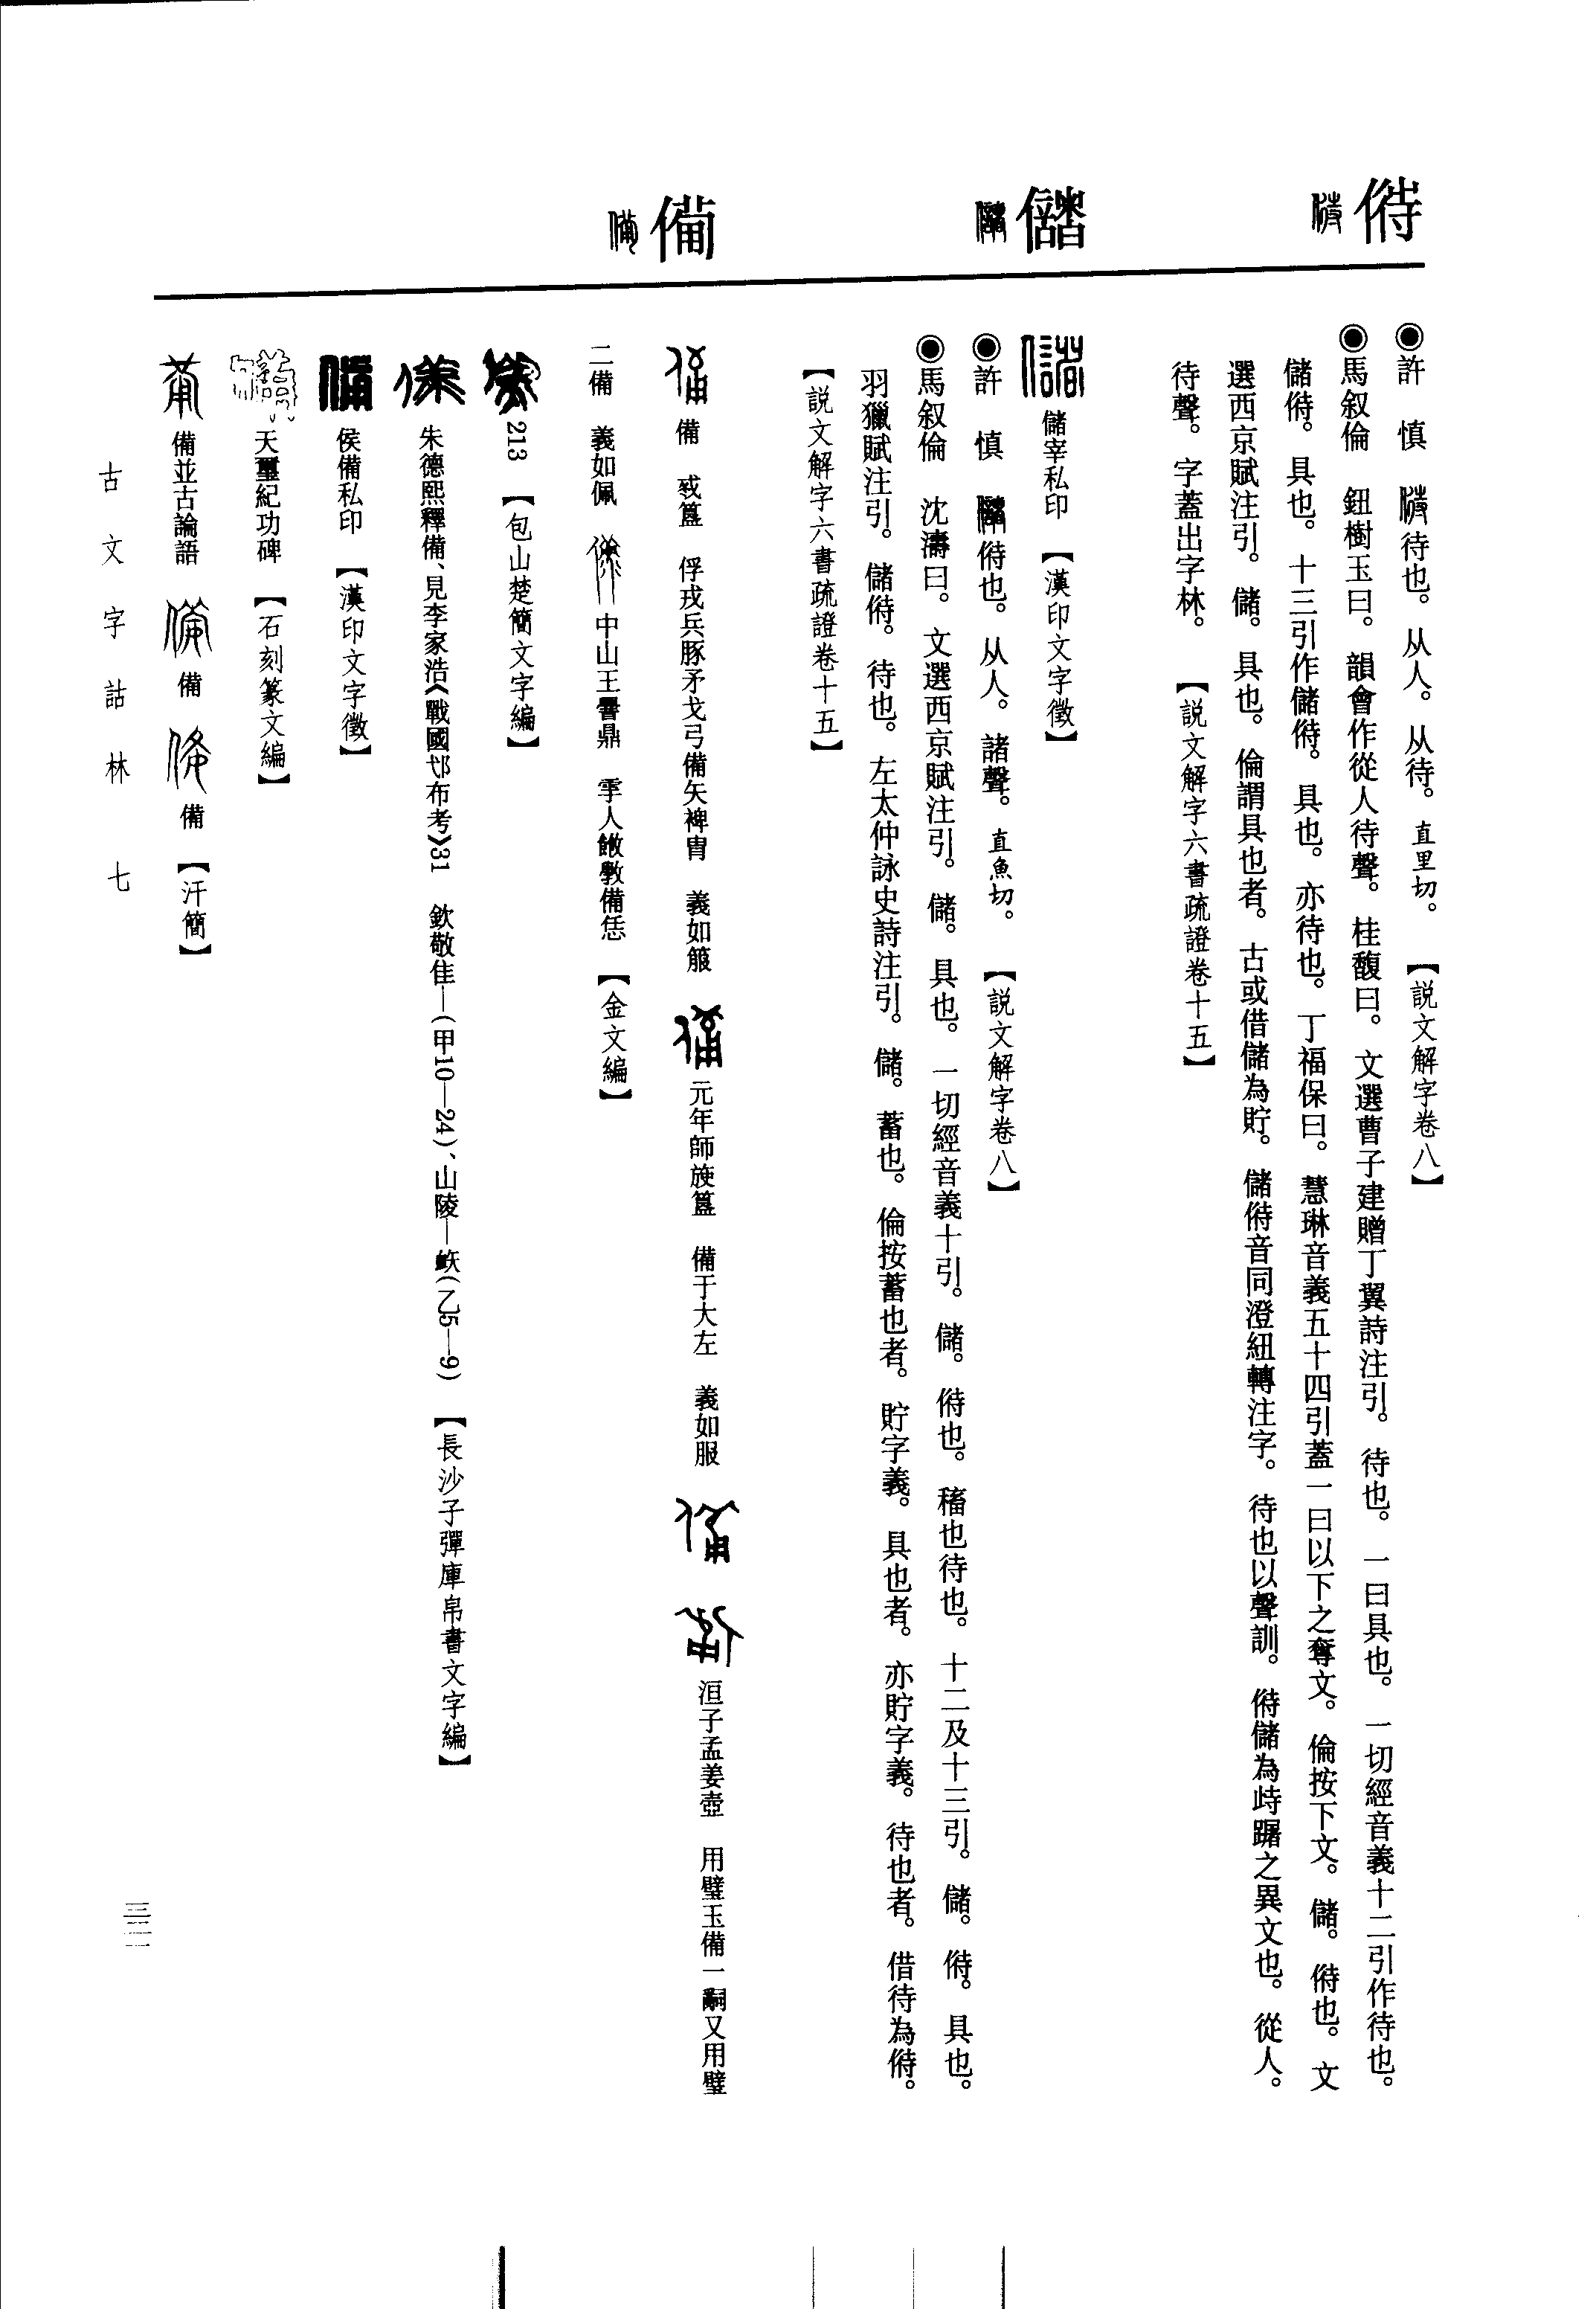 偫
儲
備
◉許　慎　待也。从人。从待。直里切。【説文解字卷八】
◉馬叙倫　鈕樹玉曰。韻會作從人待聲。桂馥曰。文選曹子建贈丁翼詩注引。待也。一曰具也。一切經音義十二引作待也。
儲偫。具也。十三引作儲偫。具也。亦待也。丁福保曰。慧琳音義五十四引蓋一曰以下之奪文。倫按下文。儲。偫也。文
選西京賦注引。儲。具也。倫謂具也者。古或借儲為貯。儲偫音同澄紐轉注字。待也以聲訓。偫儲為歭踞之異文也。從人。
待聲。字蓋出字林。【説文解字六書疏證卷十五】
儲宰私印【漢印文字徵】
◉許　慎　偫也。从人。諸聲。直魚切。【説文解字卷八】
◉馬叙倫　沈濤曰。文選西京賦注引。儲。具也。一切經音義十引。儲。偫也。稸也待也。十二及十三引。儲。偫。具也。
羽獵賦注引。儲偫。待也。左太仲詠史詩注引。儲。蓄也。倫按蓄也者。貯字義。具也者。亦貯字義。待也者。借待為偫。
【説文解字六書疏證卷十五】
備　㦰簋　俘戎兵豚矛戈弓備矢裨胄　義如箙　元年師旋簋　備于大左　義如服　洹子孟姜壺　用璧玉備一嗣又用璧
二備　義如佩　中山王鼎　雩人敎備恁【金文編】
213【包山楚簡文字編】
朱德熙釋備、見李家浩《戰國布考》31　欽敬隹—(甲10—24)、山陵—(乙5—9)【長沙子彈庫帛書文字編】
侯備私印【漢印文字徵】
天璽紀功碑【石刻篆文編】
備並古論語　備　備【汗簡】
古文字詁林　七
三二一